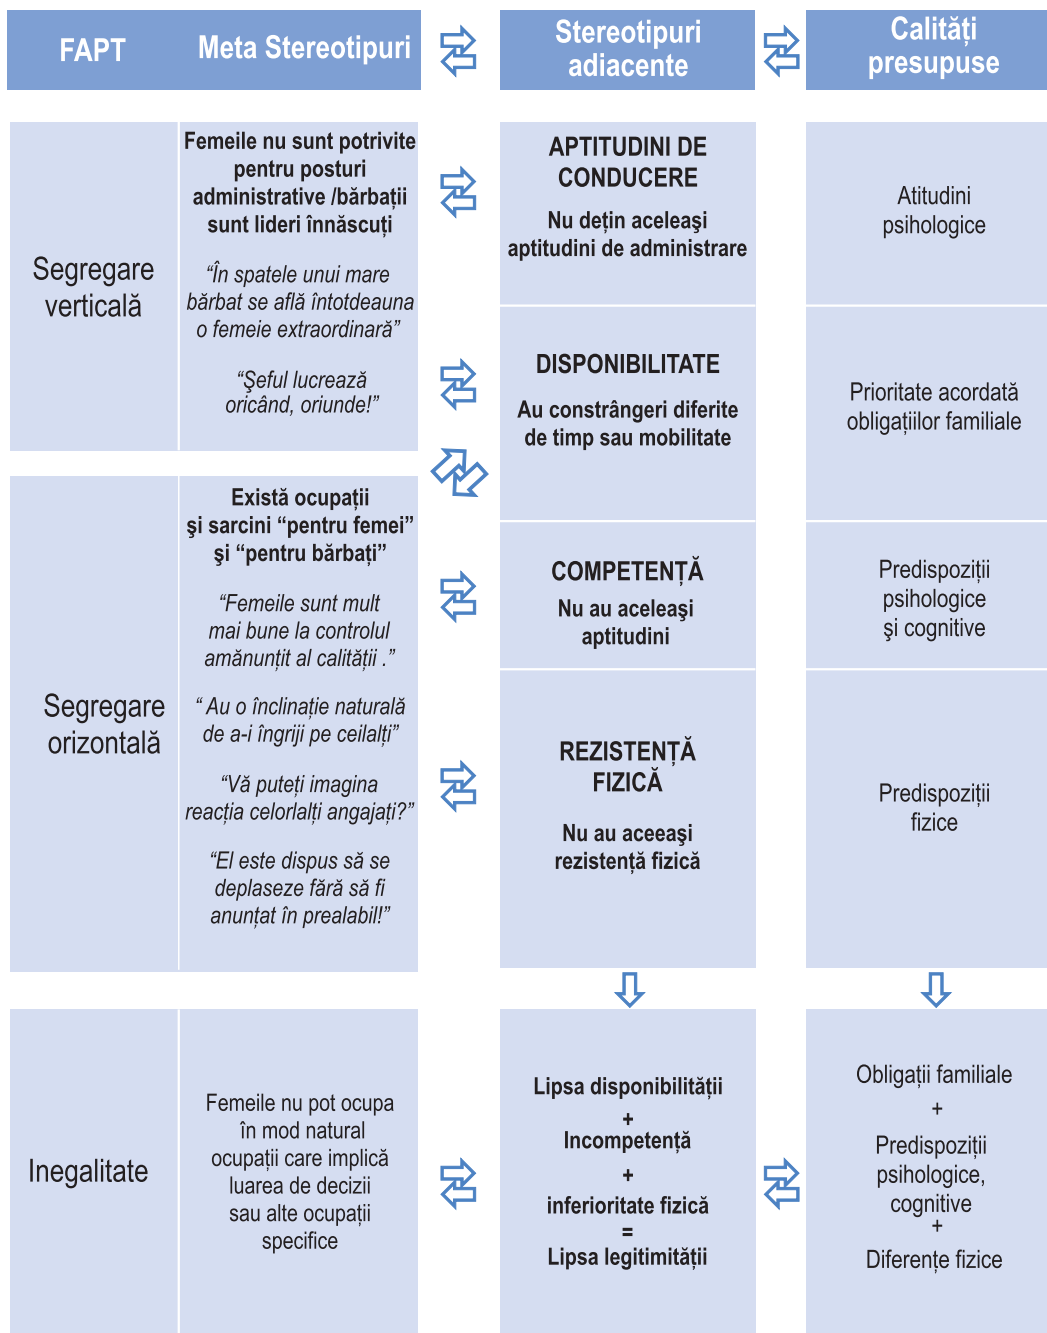 FAPT
Meta Stereotipuri
Stereotipuri
adiacente
Calități
presupuse
Segregare
verticală
Femeile nu sunt potrivite
pentru posturi
administrative /bărbații
sunt lideri înnăscuți
“În spatele unui mare
bărbat se află întotdeauna
o femeie extraordinară”
“Şeful lucrează
oricând, oriunde!”
APTITUDINI DE
CONDUCERE
Nu dețin aceleaşi
aptitudini de administrare
Atitudini
psihologice
DISPONIBILITATE
Au constrângeri diferite
de timp sau mobilitate
Prioritate acordată
obligațiilor familiale
Segregare
orizontală
Există ocupații
şi sarcini “pentru femei”
şi “pentru bărbați”
“Femeile sunt mult
mai bune la controlul
amănunțit al calității .”
“ Au o înclinație naturală
de a-i îngriji pe ceilalți”
“Vă puteți imagina
reacția celorlalți angajați?”
“El este dispus să se
deplaseze fără să fi
anunțat în prealabil!”
COMPETENȚĂ
Nu au aceleaşi
aptitudini
Predispoziții
psihologice
şi cognitive
REZISTENȚĂ
FIZICĂ
Nu au aceeaşi
rezistență fizică
Predispoziții
fizice
Inegalitate
Femeile nu pot ocupa
în mod natural
ocupații care implică
luarea de decizii
sau alte ocupații
specifice
Lipsa disponibilității
+
Incompetență
+
inferioritate fizică
=
Lipsa legitimității
Obligații familiale
+
Predispoziții
psihologice,
cognitive
+
Diferențe fizice